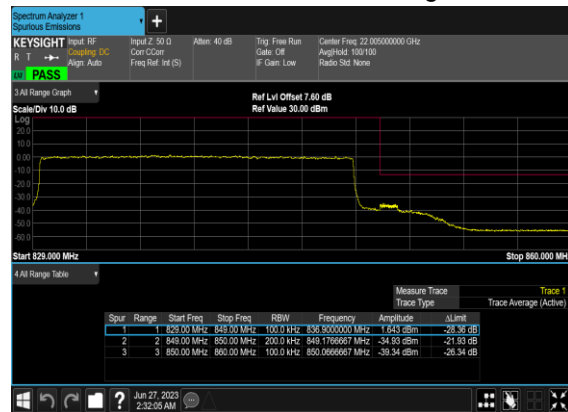 Spectrum Analyzer 1
Spurious Emissions
+
KEYSIGHT Input: RF Input Z: 50 Ω Atten: 40 dB Trig: Free Run Center Freq: 22.005000000 GHz
R T Coupling: DC Corr CCorr Gate: Off Avg|Hold: 100/100
Align: Auto Freq Ref: Int (S) IF Gain: Low Radio Std: None
LW PASS
3 All Range Graph
Ref Lvl Offset 7.60 dB
Scale/Div 10.0 dB Ref Value 30.00 dBm
Log
20.0
10.0
0.00
-10.0
-20.0
-30.0
-40.0
-50.0
-60.0
Start 829.000 MHz Stop 860.000 MH
4 All Range Table
Measure Trace Trace 1
Trace Type Trace Average (Active)
Spur Range Start Freq Stop Freq RBW Frequency Amplitude ΔLimit
1 1 829.00 MHz 849.00 MHz 100.0 kHz 836.9000000 MHz 1.643 dBm -28.36 dB
2 2 849.00 MHz 850.00 MHz 200.0 kHz 849.1766667 MHz -34.93 dBm -21.93 dB
3 3 850.00 MHz 860.00 MHz 100.0 kHz 850.0666667 MHz -39.34 dBm -26.34 dB
? Jun 27, 2023
2:32:05 AM